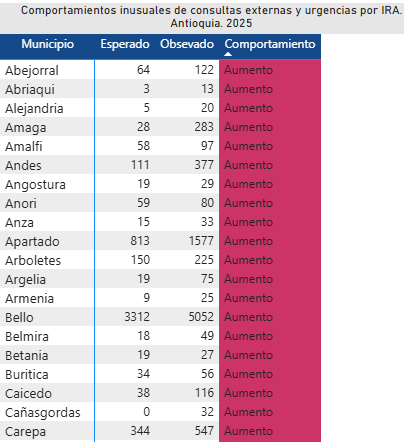 Comportamientos inusuales de consultas externas y urgencias por IRA.
Antioquia. 2025
Municipio Esperado Obsevado Comportamiento
Abejorral 64 122 Aumento
Abriaqui 3 13 Aumento
Alejandria 5 20 Aumento
Amaga 28 283 Aumento
Amalfi 58 97 Aumento
Andes 111 377 Aumento
Angostura 19 29 Aumento
Anori 59 80 Aumento
Anza 15 33 Aumento
Apartado 813 1577 Aumento
Arboletes 150 225 Aumento
Argelia 19 75 Aumento
Armenia 9 25 Aumento
Bello 3312 5052 Aumento
Belmira 18 49 Aumento
Betania 19 27 Aumento
Buritica 34 56 Aumento
Caicedo 38 116 Aumento
Cañasgordas 0 32 Aumento
Carepa 344 547 Aumento